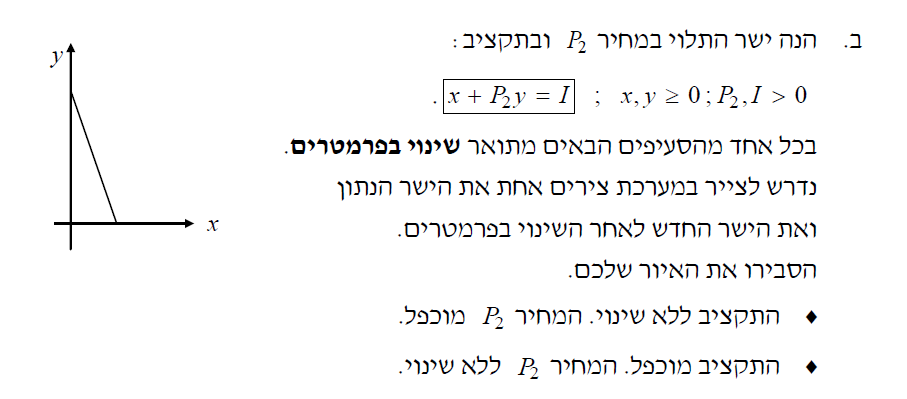 ב. הנה ישר התלוי במחיר P₂ ובתקציב :
x + P₂y = I ; x, y ≥ 0 ; P₂, I > 0 .
בכל אחד מהסעיפים הבאים מתואר שינוי בפרמטרים.
נדרש לצייר במערכת צירים אחת את הישר הנתון
ואת הישר החדש לאחר השינוי בפרמטרים.
הסבירו את האיור שלכם.
♦ התקציב ללא שינוי. המחיר P₂ מוכפל.
♦ התקציב מוכפל. המחיר P₂ ללא שינוי.
y
x